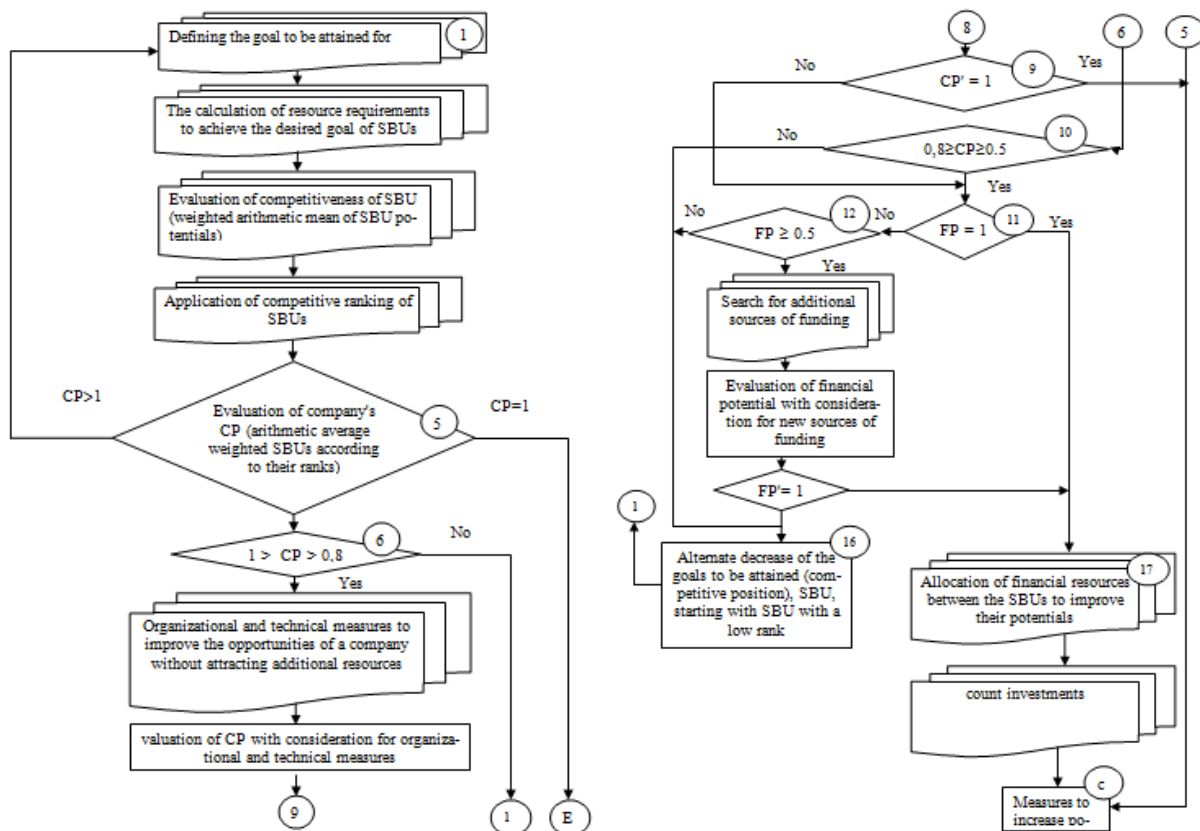 Defining the goal to be attained for
1
The calculation of resource requirements
to achieve the desired goal of SBUs
Evaluation of competitiveness of SBU
(weighted arithmetic mean of SBU po-
tentials)
Application of competitive ranking of
SBUs
CP>1
CP=1
Evaluation of company's
CP (arithmetic average
weighted SBUs according
to their ranks)
5
6
No
1 > CP > 0,8
Yes
Organizational and technical measures to
improve the opportunities of a company
without attracting additional resources
valuation of CP with consideration for organiza-
tional and technical measures
9
1
E
8
6
5
No
9
Yes
CP' = 1
10
No
0,8≥CP≥0.5
Yes
No
12
No
11
Yes
FP ≥ 0.5
FP = 1
Yes
Search for additional
sources of funding
Evaluation of financial
potential with considera-
tion for new sources of
funding
FP'= 1
1
16
Alternate decrease of the
goals to be attained (com-
petitive position), SBU,
starting with SBU with a
low rank
17
Allocation of financial resources
between the SBUs to improve
their potentials
count investments
c
Measures to
increase po-